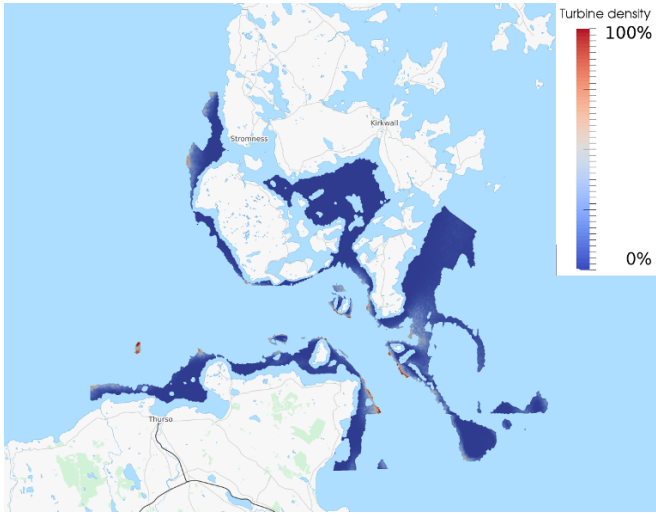 Turbine density
100%
0%
Stromness
Kirkwall
Thurso